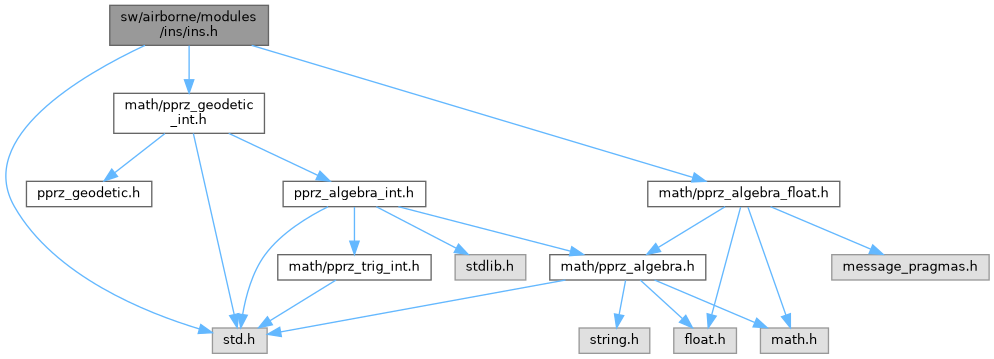 sw/airborne/modules
/ins/ins.h
math/pprz_geodetic
_int.h
pprz_geodetic.h
pprz_algebra_int.h
math/pprz_algebra_float.h
math/pprz_trig_int.h
stdlib.h
math/pprz_algebra.h
message_pragmas.h
std.h
string.h
float.h
math.h